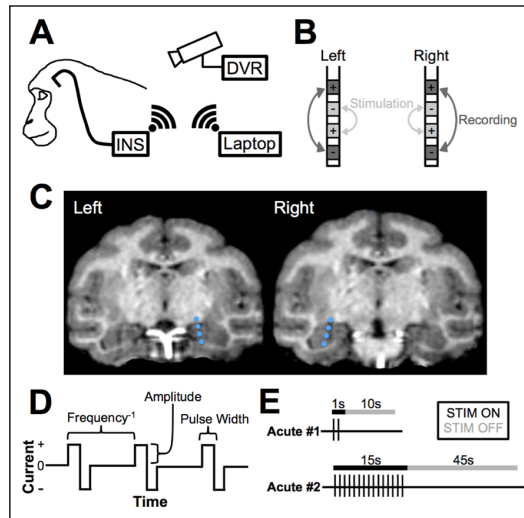 A
DVR
INS
Laptop
B
Left
Right
+
-
+
-
+
-
+
-
Stimulation
Recording
C
Left
Right
D
Frequency-1
Amplitude
Pulse Width
Current
+
0
-
Time
E
1s
10s
Acute #1
STIM ON
STIM OFF
15s
45s
Acute #2